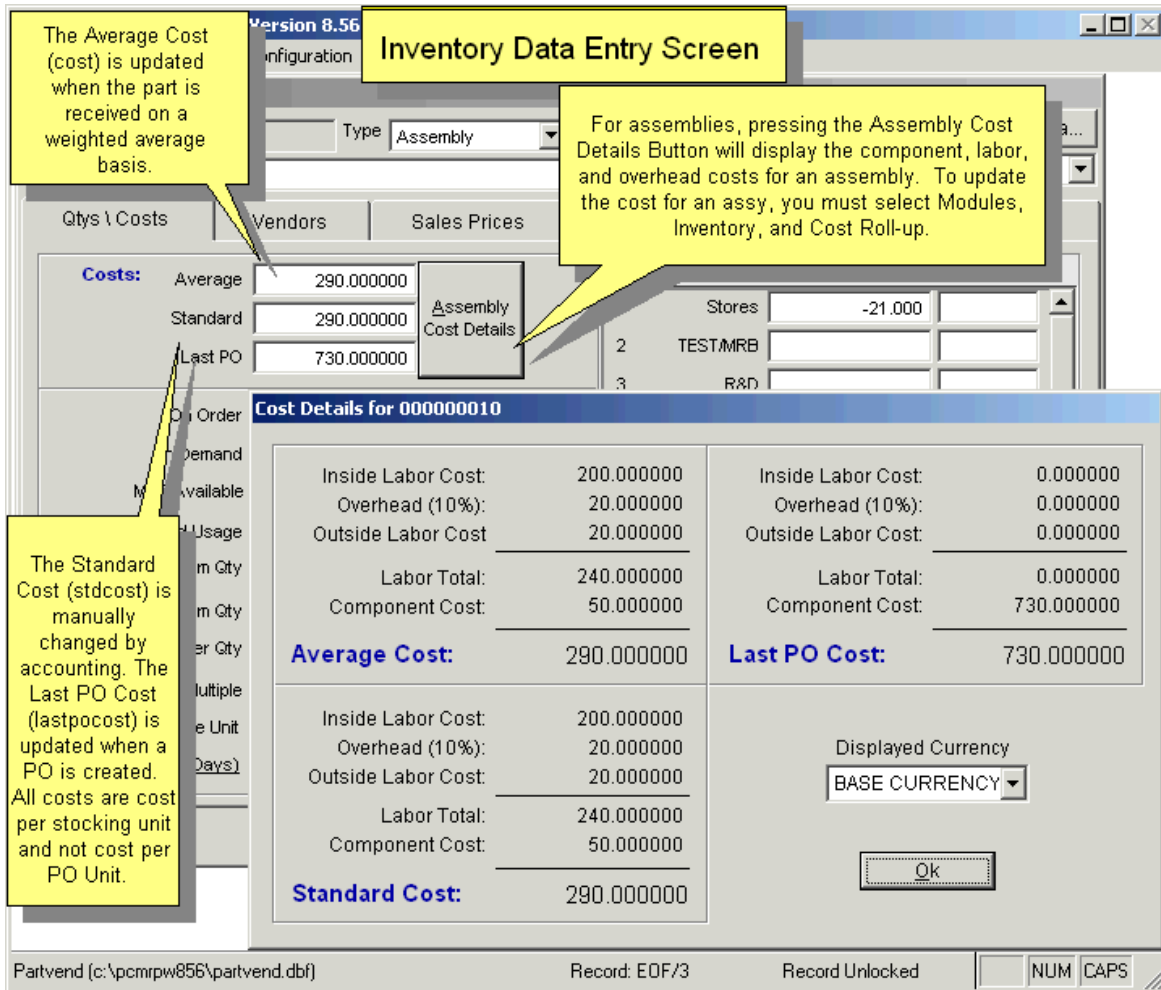 Version 8.56
Inventory Data Entry Screen
The Average Cost
(cost) is updated
when the part is
received on a
weighted average
basis.
Type Assembly
For assemblies, pressing the Assembly Cost
Details Button will display the component, labor,
and overhead costs for an assembly. To update
the cost for an assy, you must select Modules,
Inventory, and Cost Roll-up.
Qtys \ Costs Vendors Sales Prices
Costs: Average 290.000000
Standard 290.000000
Last PO 730.000000
Assembly
Cost Details
Stores -21.000
2 TEST/MRB
3 R&D
Order
Demand
Available
Usage
Qty
Qty
Qty
Unit
Days)
The Standard
Cost (stdcost) is
manually
changed by
accounting. The
Last PO Cost
(lastpocost) is
updated when a
PO is created.
All costs are cost
per stocking unit
and not cost per
PO Unit.
Cost Details for 000000010
Inside Labor Cost: 200.000000
Overhead (10%): 20.000000
Outside Labor Cost 20.000000
Labor Total: 240.000000
Component Cost: 50.000000
Average Cost: 290.000000
Inside Labor Cost: 0.000000
Overhead (10%): 0.000000
Outside Labor Cost: 0.000000
Labor Total: 0.000000
Component Cost: 730.000000
Last PO Cost: 730.000000
Inside Labor Cost: 200.000000
Overhead (10%): 20.000000
Outside Labor Cost: 20.000000
Labor Total: 240.000000
Component Cost: 50.000000
Standard Cost: 290.000000
Displayed Currency
BASE CURRENCY
Ok
Partvend (c:\pcmrpw856\partvend.dbf) Record: EOF/3 Record Unlocked NUM CAPS